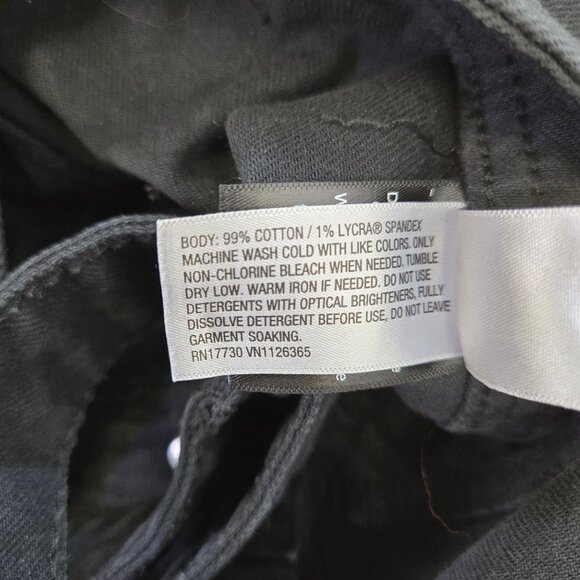 BODY: 99% COTTON / 1% LYCRA® SPANDEX
MACHINE WASH COLD WITH LIKE COLORS. ONLY
NON-CHLORINE BLEACH WHEN NEEDED. TUMBLE
DRY LOW. WARM IRON IF NEEDED. DO NOT USE
DETERGENTS WITH OPTICAL BRIGHTENERS, FULLY
DISSOLVE DETERGENT BEFORE USE, DO NOT LEAVE
GARMENT SOAKING.
RN17730 VN1126365